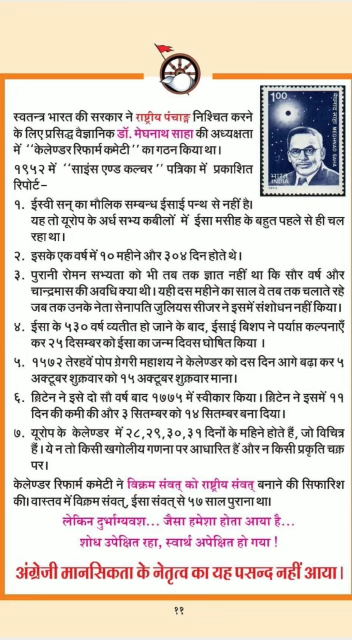 स्वतन्त्र भारत की सरकार ने राष्ट्रीय पंचाङ्ग निश्चित करने
के लिए प्रसिद्ध वैज्ञानिक डॉ. मेघनाथ साहा की अध्यक्षता
में ‘‘केलेण्डर रिफार्म कमेटी’’ का गठन किया था।
१९५२ में ‘‘साइंस एण्ड कल्चर’’ पत्रिका में प्रकाशित
रिपोर्ट–
1.00
मेघनाद साहा MEGHNAD SAHA
भारत
INDIA
१. ईस्वी सन् का मौलिक सम्बन्ध ईसाई पन्थ से नहीं है।
यह तो यूरोप के अर्ध सभ्य कबीलों में ईसा मसीह के बहुत पहले से ही चल
रहा था।
२. इसके एक वर्ष में १० महीने और ३०४ दिन होते थे।
३. पुरानी रोमन सभ्यता को भी तब तक ज्ञात नहीं था कि सौर वर्ष और
चान्द्रमास की अवधि क्या थी। यही दस महीने का साल वे तब तक चलाते रहे
जब तक उनके नेता सेनापति जुलियस सीजर ने इसमें संशोधन नहीं किया।
४. ईसा के ५३० वर्ष व्यतीत हो जाने के बाद, ईसाई बिशप ने पर्याप्त कल्पनाएँ
कर २५ दिसम्बर को ईसा का जन्म दिवस घोषित किया ।
५. १५७२ तेरहवें पोप ग्रेगरी महाशय ने केलेण्डर को दस दिन आगे बढ़ा कर ५
अक्टूबर शुक्रवार को १५ अक्टूबर शुक्रवार माना।
६. ब्रिटेन ने इसे दो सौ वर्ष बाद १७७५ में स्वीकार किया । ब्रिटेन ने इसमें ११
दिन की कमी की और ३ सितम्बर को १४ सितम्बर बना दिया।
७. यूरोप के केलेण्डर में २८,२९,३०,३१ दिनों के महिने होते हैं, जो विचित्र
हैं। ये न तो किसी खगोलीय गणना पर आधारित हैं और न किसी प्रकृति चक्र
पर।
केलेण्डर रिफार्म कमेटी ने विक्रम संवत् को राष्ट्रीय संवत् बनाने की सिफारिश
की। वास्तव में विक्रम संवत्, ईसा संवत् से ५७ साल पुराना था।
लेकिन दुर्भाग्यवश... जैसा हमेशा होता आया है...
शोध उपेक्षित रहा, स्वार्थ अपेक्षित हो गया !
अंग्रेजी मानसिकता के नेतृत्व का यह पसन्द नहीं आया।
११